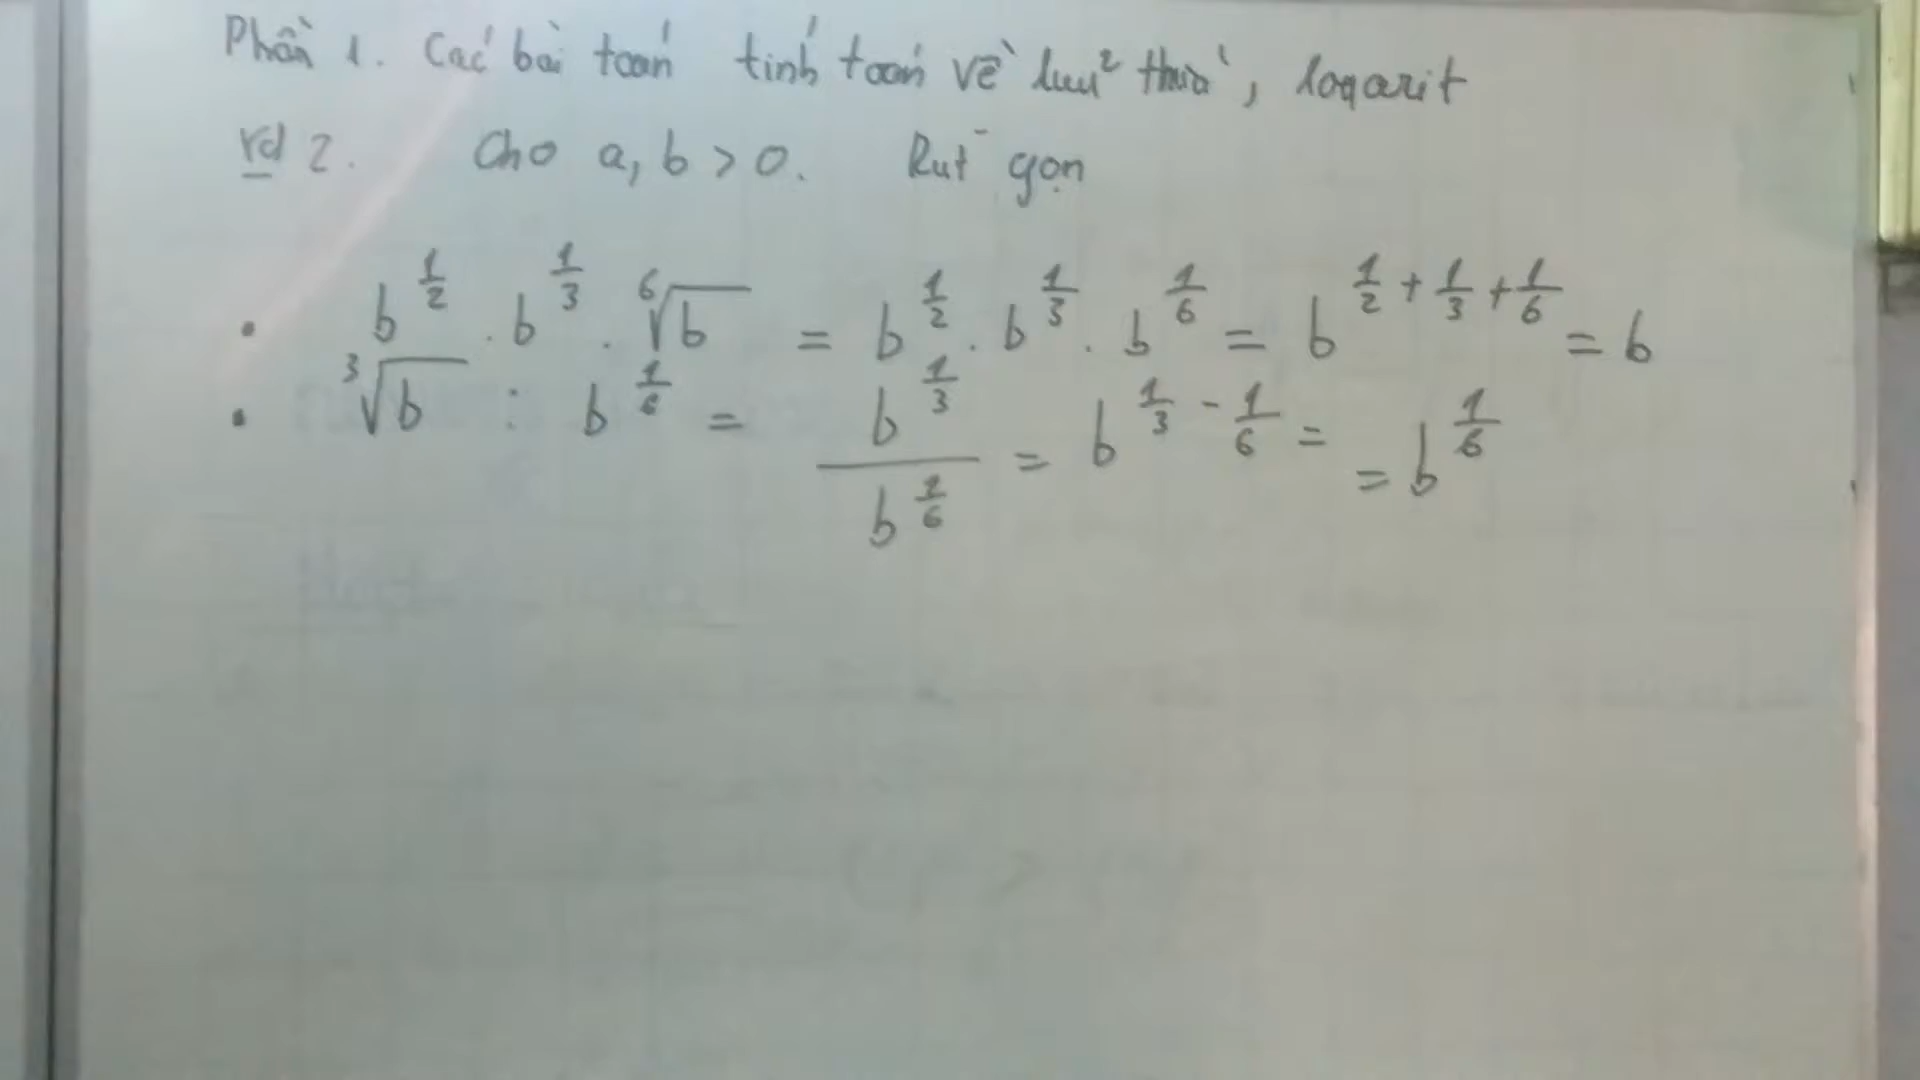 Phần 1. Các bài toán tính toán về luỹ thừa, logarit
Vd 2. Cho a, b > 0. Rút gọn
• b^{1/2} . b^{1/3} . ⁶√b = b^{1/2} . b^{1/3} . b^{1/6} = b^{1/2 + 1/3 + 1/6} = b
• ³√b : b^{1/6} = b^{1/3} / b^{1/6} = b^{1/3 - 1/6} = = b^{1/6}